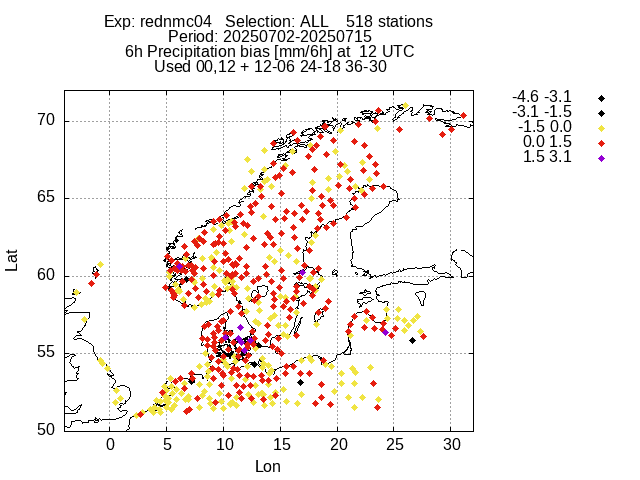 Exp: rednmc04 Selection: ALL 518 stations
Period: 20250702-20250715
6h Precipitation bias [mm/6h] at 12 UTC
Used 00,12 + 12-06 24-18 36-30
-4.6 -3.1
-3.1 -1.5
-1.5 0.0
0.0 1.5
1.5 3.1
70
65
60
55
50
Lat
0 5 10 15 20 25 30
Lon